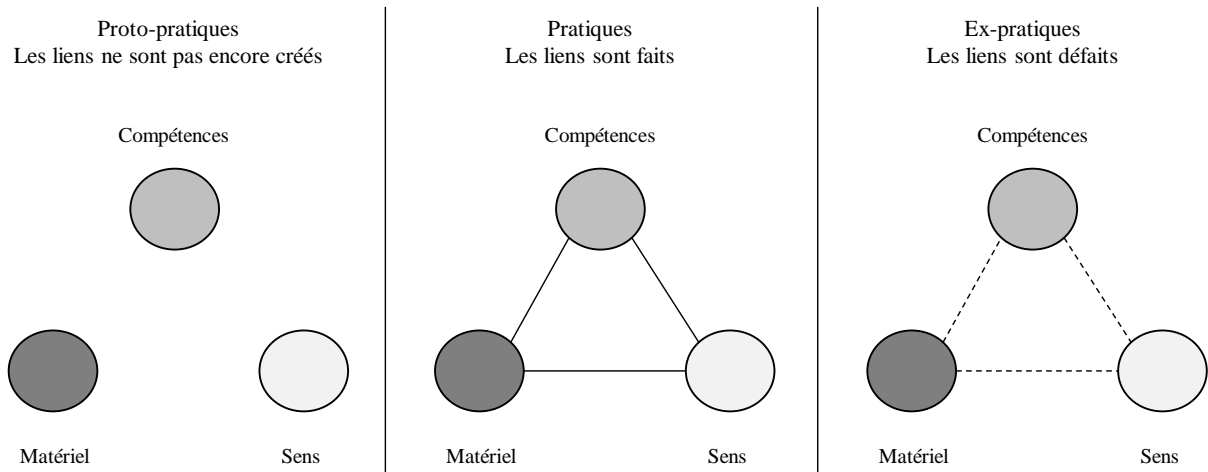 Proto-pratiques
Les liens ne sont pas encore créés
Compétences
Matériel
Sens
Pratiques
Les liens sont faits
Compétences
Matériel
Sens
Ex-pratiques
Les liens sont défaits
Compétences
Matériel
Sens